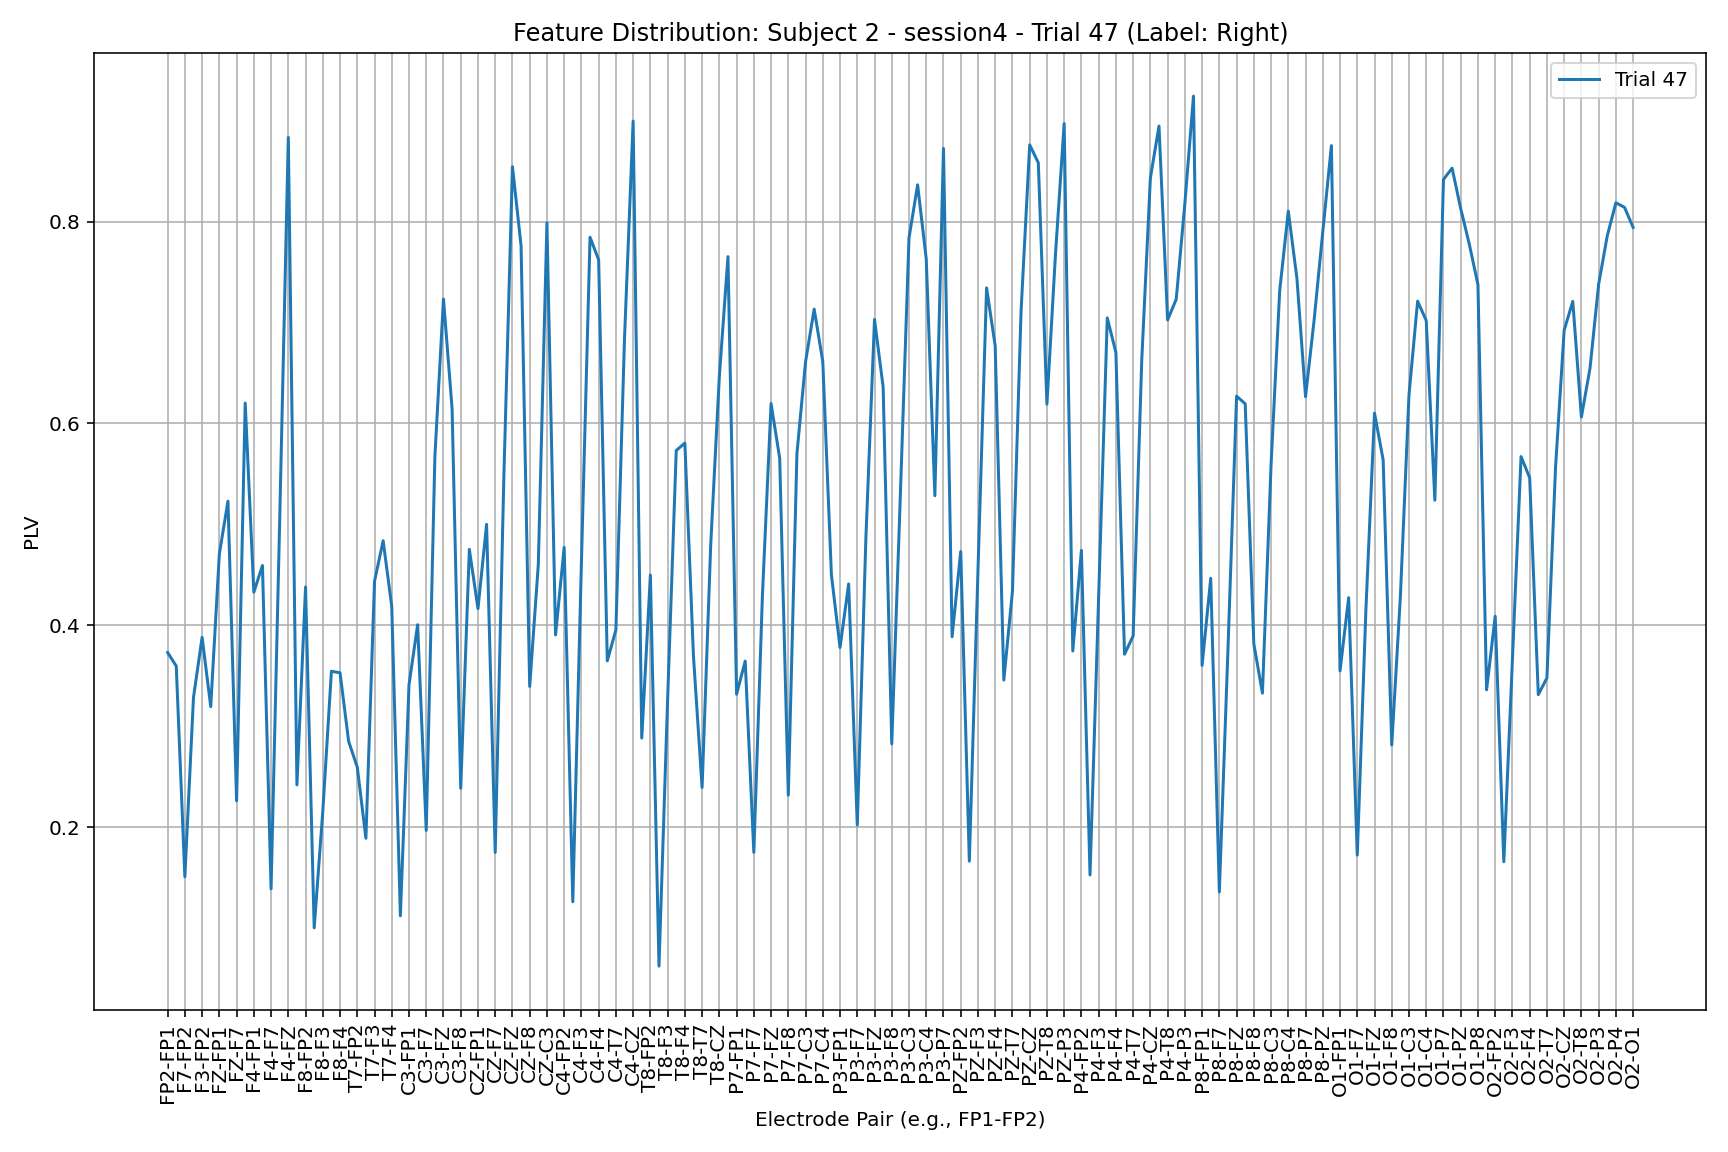 Feature Distribution: Subject 2 - session4 - Trial 47 (Label: Right)
Trial 47
PLV
0.8
0.6
0.4
0.2
FP2-FP1
F7-FP2
F3-FP2
FZ-FP1
FZ-F7
F4-FP1
F4-F7
F4-FZ
F8-FP2
F8-F3
F8-F4
T7-FP2
T7-F3
T7-F4
C3-FP1
C3-F7
C3-FZ
C3-F8
CZ-FP1
CZ-F7
CZ-FZ
CZ-F8
CZ-C3
C4-FP2
C4-F3
C4-F4
C4-T7
C4-CZ
T8-FP2
T8-F3
T8-F4
T8-T7
T8-CZ
P7-FP1
P7-F7
P7-FZ
P7-F8
P7-C3
P7-C4
P3-FP1
P3-F7
P3-FZ
P3-F8
P3-C3
P3-C4
P3-P7
PZ-FP2
PZ-F3
PZ-F4
PZ-T7
PZ-CZ
PZ-T8
PZ-P3
P4-FP2
P4-F3
P4-F4
P4-T7
P4-CZ
P4-T8
P4-P3
P8-FP1
P8-F7
P8-FZ
P8-F8
P8-C3
P8-C4
P8-P7
P8-PZ
O1-FP1
O1-F7
O1-FZ
O1-F8
O1-C3
O1-C4
O1-P7
O1-PZ
O1-P8
O2-FP2
O2-F3
O2-F4
O2-T7
O2-CZ
O2-T8
O2-P3
O2-P4
O2-O1
Electrode Pair (e.g., FP1-FP2)